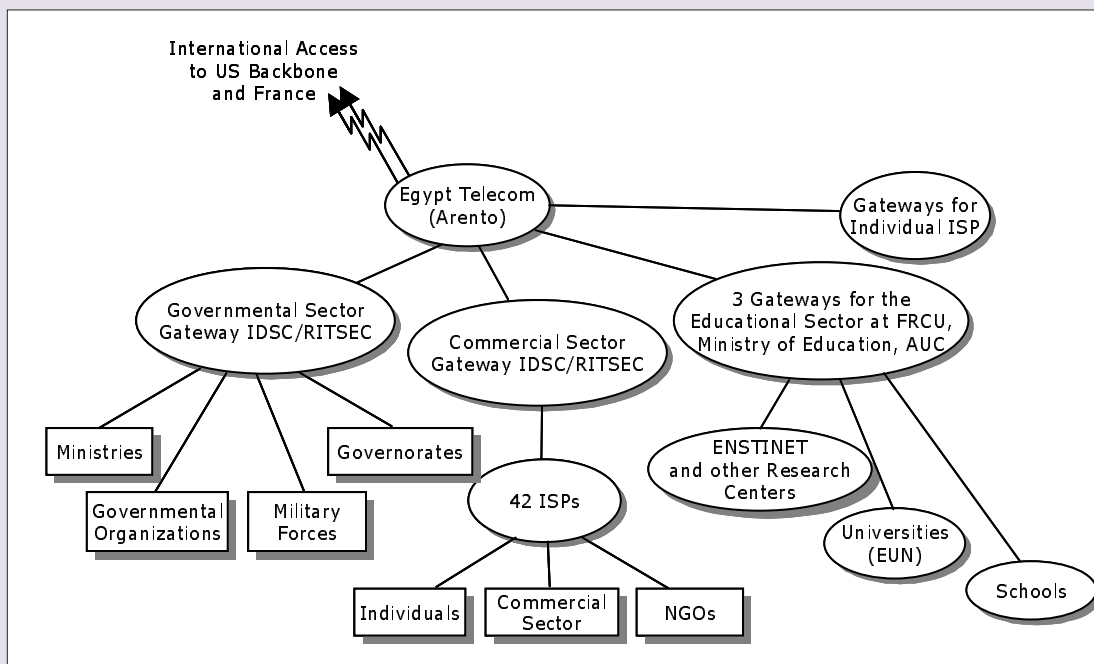 International Access
to US Backbone
and France
Egypt Telecom
(Arento)
Gateways for
Individual ISP
Governmental Sector
Gateway IDSC/RITSEC
Commercial Sector
Gateway IDSC/RITSEC
3 Gateways for the
Educational Sector at FRCU,
Ministry of Education, AUC
Ministries
Governmental
Organizations
Military
Forces
Governorates
42 ISPs
Individuals
Commercial
Sector
NGOs
ENSTINET
and other Research
Centers
Universities
(EUN)
Schools